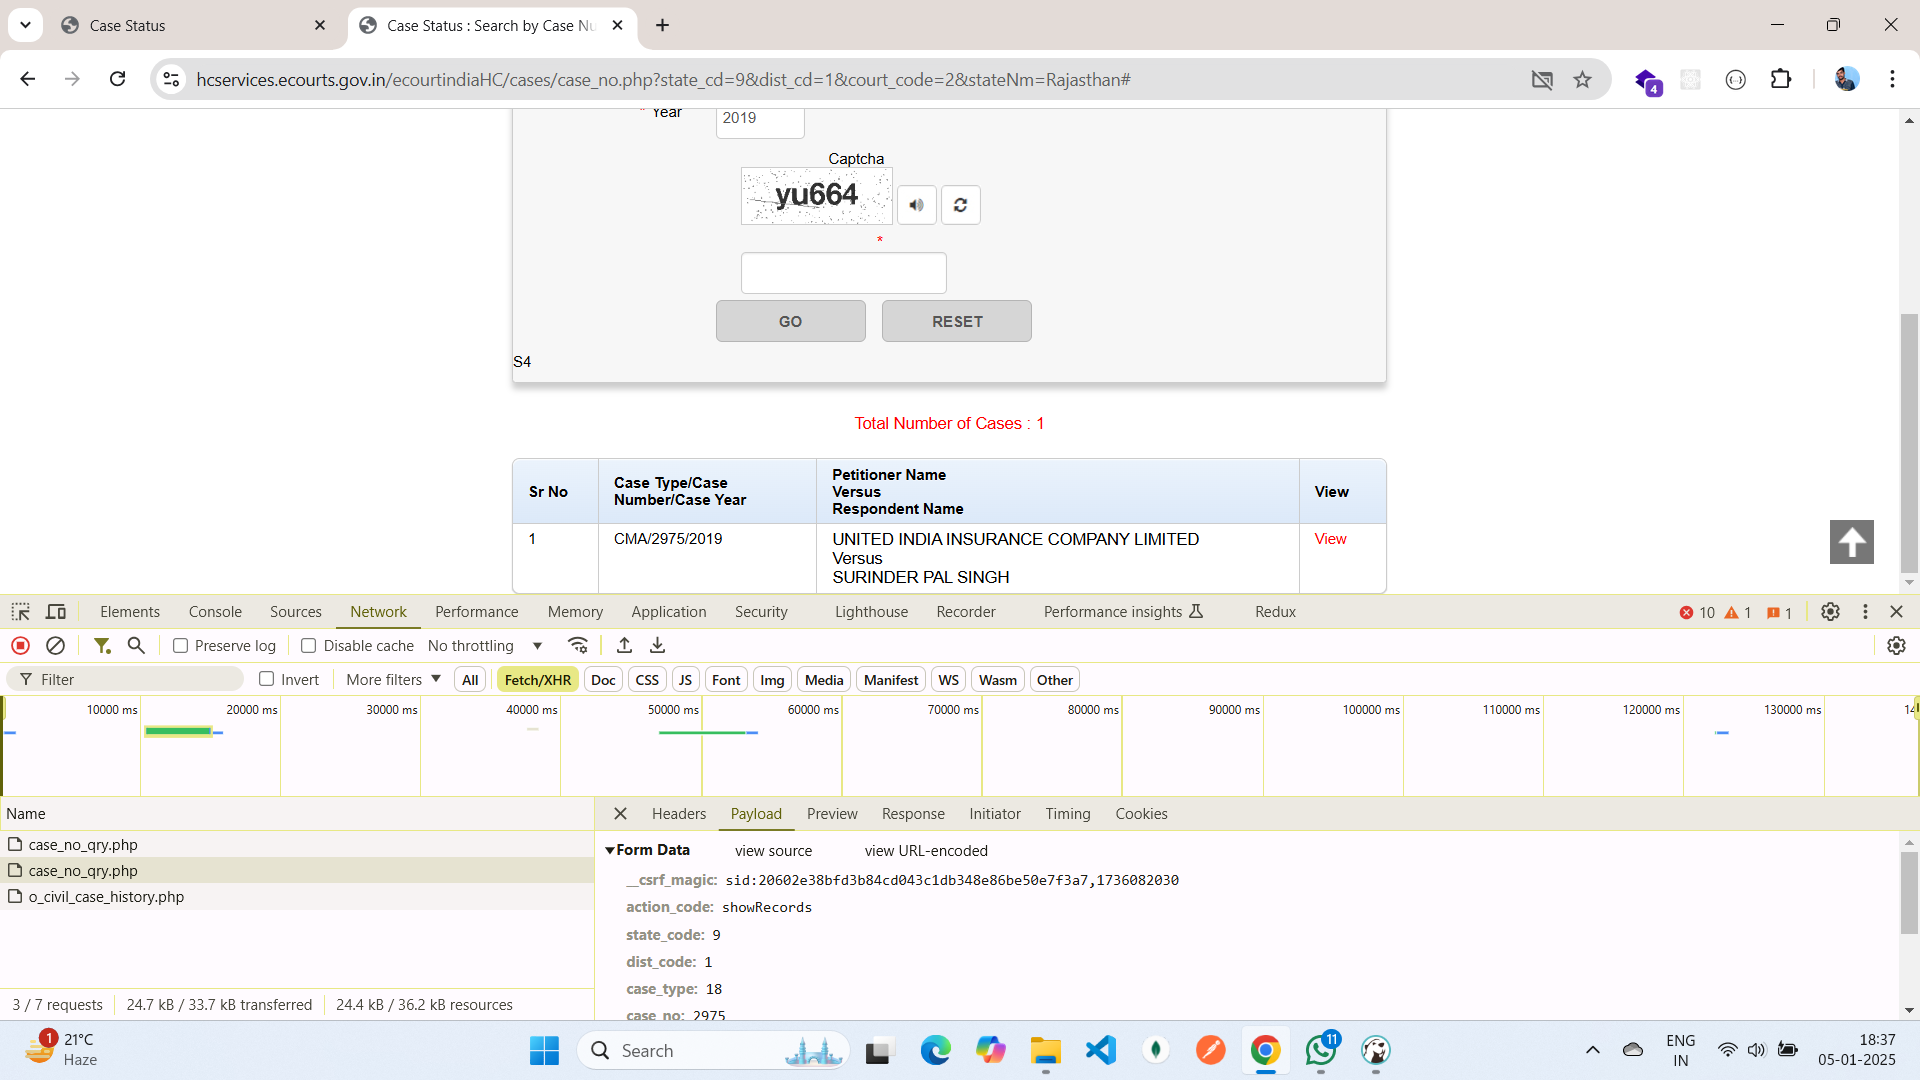 Case Status
Case Status : Search by Case Nu
hcservices.ecourts.gov.in/ecourtindiaHC/cases/case_no.php?state_cd=9&dist_cd=1&court_code=2&stateNm=Rajasthan#
4
* Year 2019
Captcha
yu664
*
GO RESET
S4
Total Number of Cases : 1
Sr No
Case Type/Case
Number/Case Year
Petitioner Name
Versus
Respondent Name
View
1
CMA/2975/2019
UNITED INDIA INSURANCE COMPANY LIMITED
Versus
SURINDER PAL SINGH
View
Elements Console Sources Network Performance Memory Application Security Lighthouse Recorder Performance insights Redux 10 1 1
Preserve log Disable cache No throttling
Filter Invert More filters All Fetch/XHR Doc CSS JS Font Img Media Manifest WS Wasm Other
10000 ms 20000 ms 30000 ms 40000 ms 50000 ms 60000 ms 70000 ms 80000 ms 90000 ms 100000 ms 110000 ms 120000 ms 130000 ms 14
Name
case_no_qry.php
case_no_qry.php
o_civil_case_history.php
3 / 7 requests 24.7 kB / 33.7 kB transferred 24.4 kB / 36.2 kB resources
Headers Payload Preview Response Initiator Timing Cookies
Form Data view source view URL-encoded
__csrf_magic: sid:20602e38bfd3b84cd043c1db348e86be50e7f3a7,1736082030
action_code: showRecords
state_code: 9
dist_code: 1
case_type: 18
case_no: 2975
1
21°C
Haze
Search
11
ENG
IN
18:37
05-01-2025